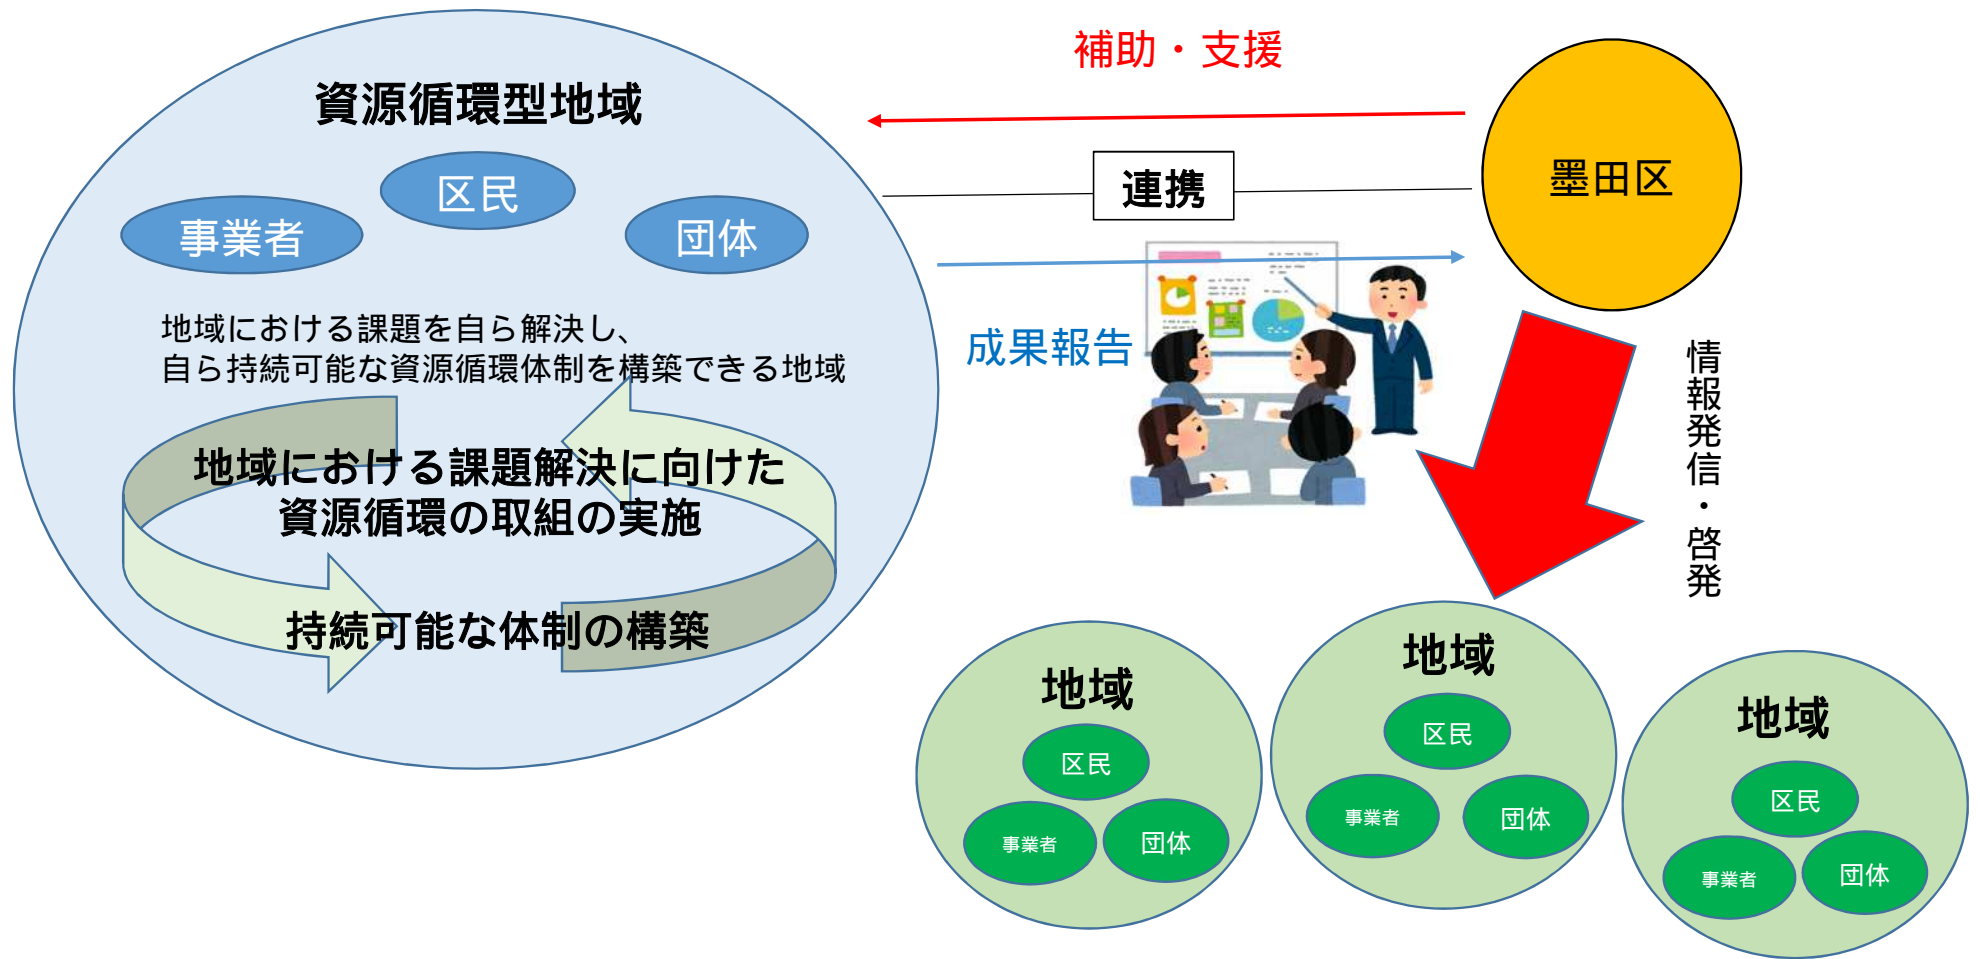 資源循環型地域
区民
事業者
団体
地域における課題を自ら解決し、
自ら持続可能な資源循環体制を構築できる地域
地域における課題解決に向けた
資源循環の取組の実施
持続可能な体制の構築
補助・支援
連携
成果報告
墨田区
情報発信・啓発
地域
区民
事業者
団体
地域
区民
事業者
団体
地域
区民
事業者
団体